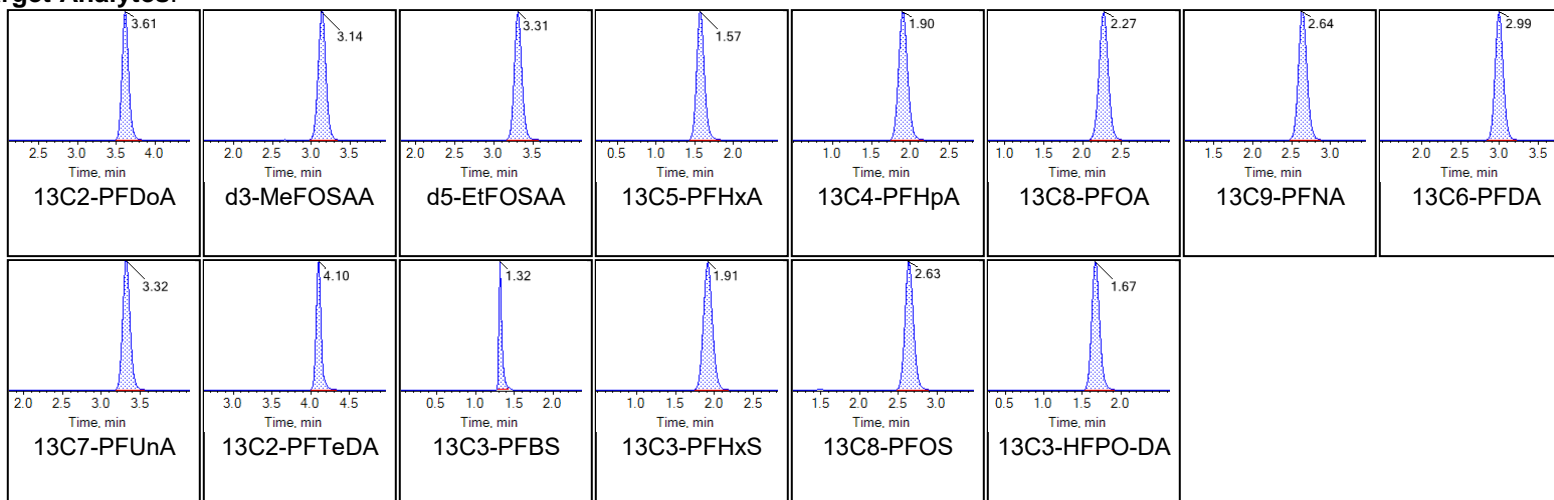 rget Analytes:
3.61
2.5 3.0 3.5 4.0
Time, min
13C2-PFDoA
3.14
2.0 2.5 3.0 3.5
Time, min
d3-MeFOSAA
3.31
2.0 2.5 3.0 3.5
Time, min
d5-EtFOSAA
1.57
0.5 1.0 1.5 2.0
Time, min
13C5-PFHxA
1.90
1.0 1.5 2.0 2.5
Time, min
13C4-PFHpA
2.27
1.0 1.5 2.0 2.5
Time, min
13C8-PFOA
2.64
1.5 2.0 2.5 3.0
Time, min
13C9-PFNA
2.99
2.0 2.5 3.0 3.5
Time, min
13C6-PFDA
3.32
2.0 2.5 3.0 3.5
Time, min
13C7-PFUnA
4.10
3.0 3.5 4.0 4.5
Time, min
13C2-PFTeDA
1.32
0.5 1.0 1.5 2.0
Time, min
13C3-PFBS
1.91
1.0 1.5 2.0 2.5
Time, min
13C3-PFHxS
2.63
1.5 2.0 2.5 3.0
Time, min
13C8-PFOS
1.67
0.5 1.0 1.5 2.0
Time, min
13C3-HFPO-DA